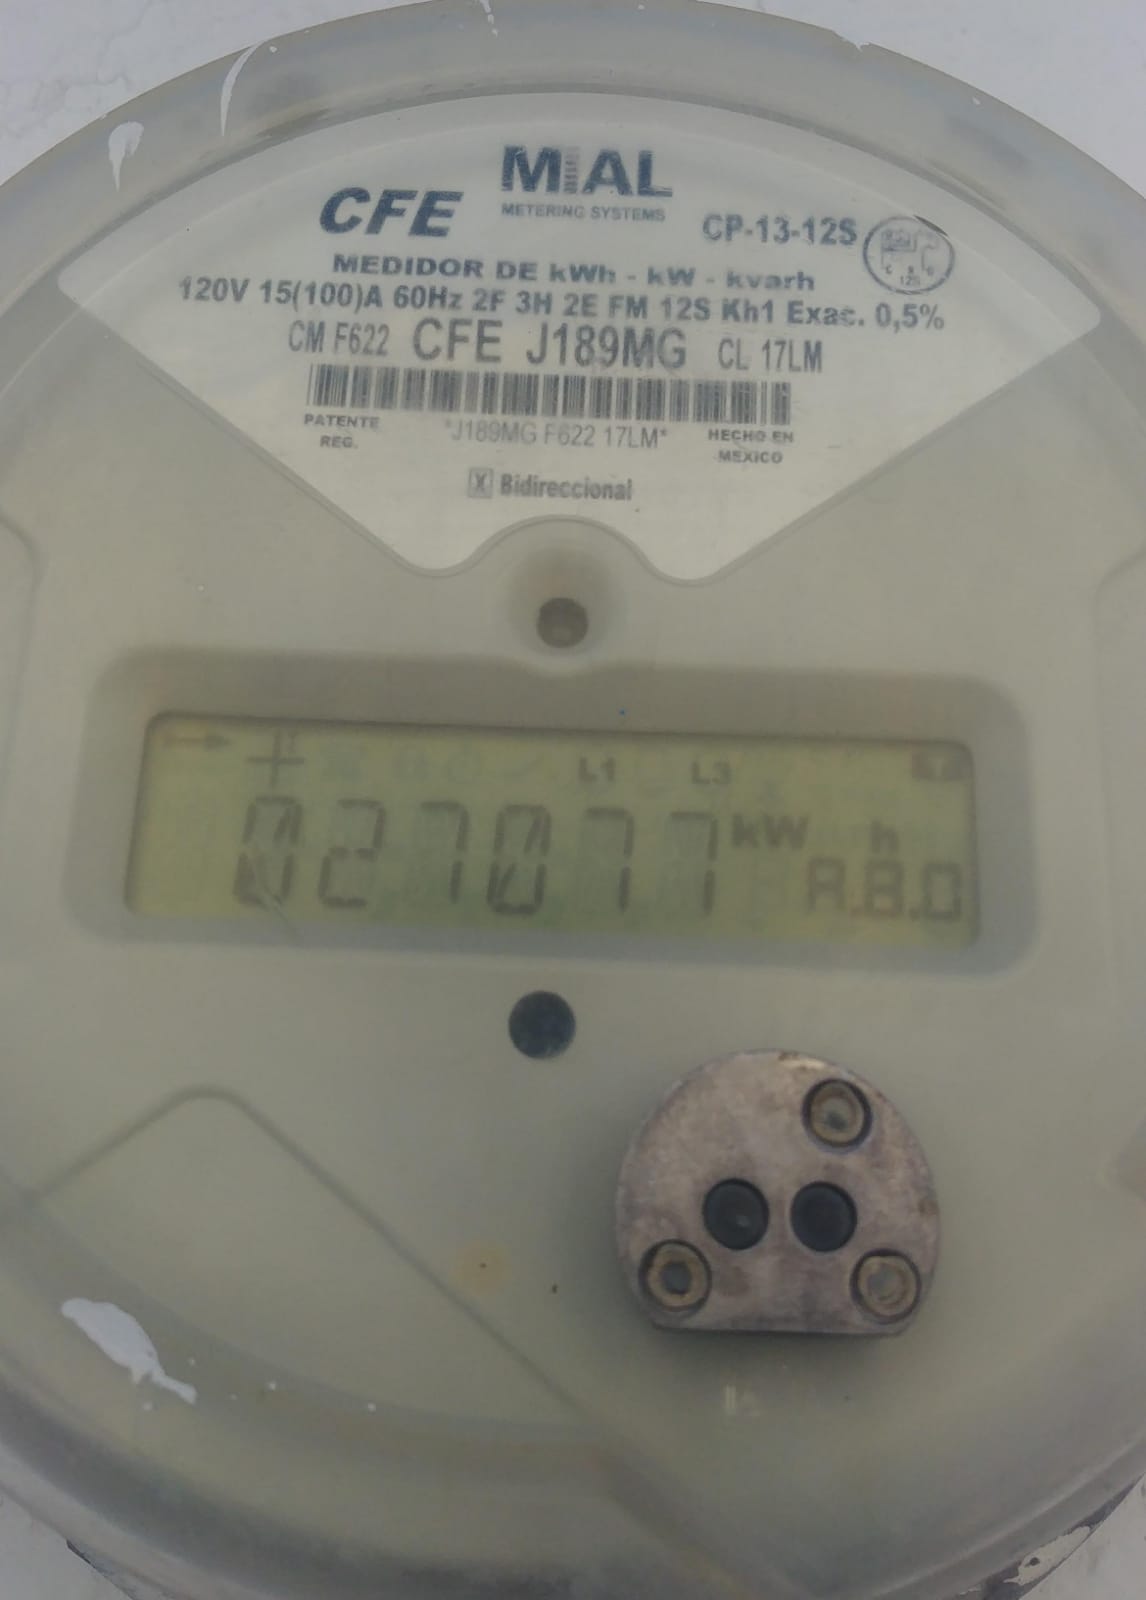 MIAL
METERING SYSTEMS
CFE
CP-13-12S
MEDIDOR DE kWh - kW - kvarh
120V 15(100)A 60Hz 2F 3H 2E FM 12S Kh1 Exac. 0,5%
CM F622 CFE J189MG CL 17LM
PATENTE REG.
*J189MG F622 17LM*
HECHO EN MEXICO
X Bidireccional
L1 L3
027077 kW h